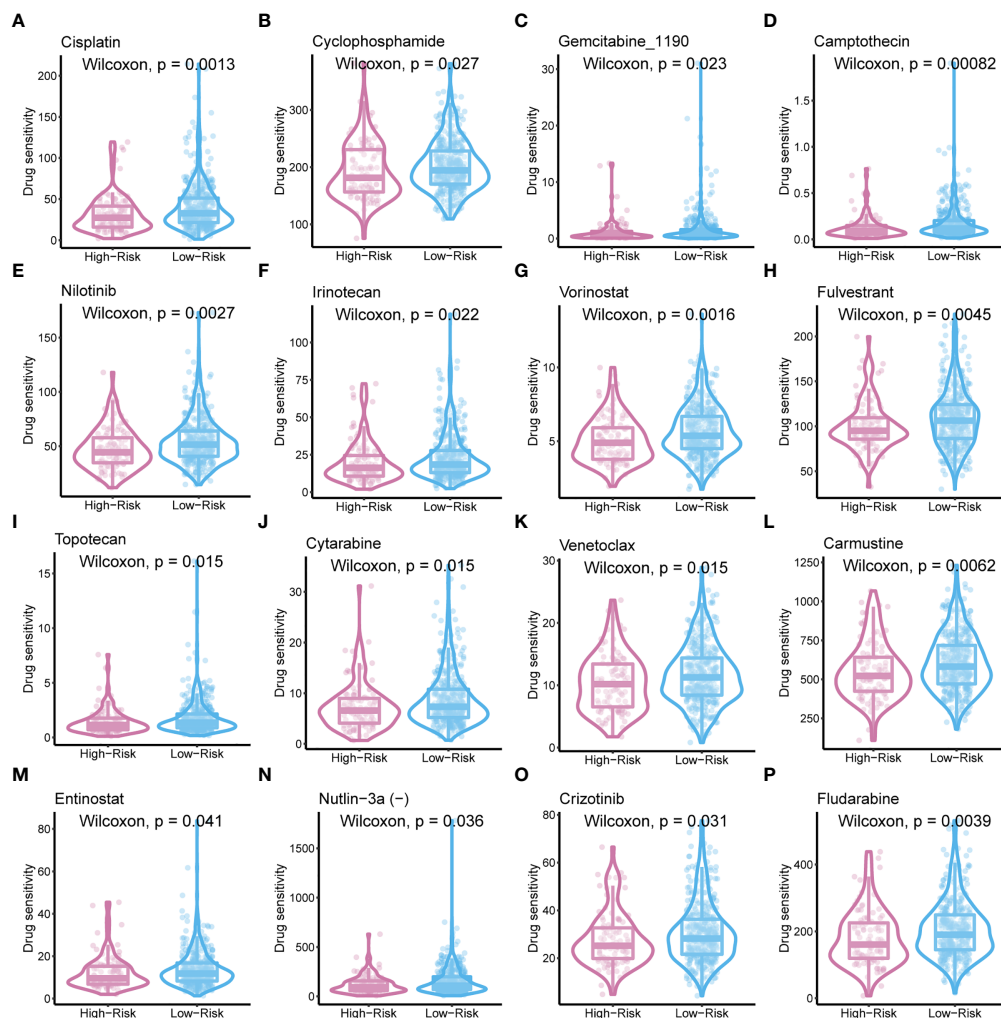 A
Cisplatin
Wilcoxon, p = 0.0013
Drug sensitivity
200
150
100
50
0
High−Risk Low−Risk
B
Cyclophosphamide
Wilcoxon, p = 0.027
Drug sensitivity
300
200
100
High−Risk Low−Risk
C
Gemcitabine_1190
Wilcoxon, p = 0.023
Drug sensitivity
30
20
10
0
High−Risk Low−Risk
D
Camptothecin
Wilcoxon, p = 0.00082
Drug sensitivity
1.5
1.0
0.5
0.0
High−Risk Low−Risk
E
Nilotinib
Wilcoxon, p = 0.0027
Drug sensitivity
150
100
50
High−Risk Low−Risk
F
Irinotecan
Wilcoxon, p = 0.022
Drug sensitivity
100
75
50
25
0
High−Risk Low−Risk
G
Vorinostat
Wilcoxon, p = 0.0016
Drug sensitivity
10
5
High−Risk Low−Risk
H
Fulvestrant
Wilcoxon, p = 0.0045
Drug sensitivity
200
150
100
50
High−Risk Low−Risk
I
Topotecan
Wilcoxon, p = 0.015
Drug sensitivity
15
10
5
0
High−Risk Low−Risk
J
Cytarabine
Wilcoxon, p = 0.015
Drug sensitivity
30
20
10
0
High−Risk Low−Risk
K
Venetoclax
Wilcoxon, p = 0.015
Drug sensitivity
30
20
10
0
High−Risk Low−Risk
L
Carmustine
Wilcoxon, p = 0.0062
Drug sensitivity
1250
1000
750
500
250
High−Risk Low−Risk
M
Entinostat
Wilcoxon, p = 0.041
Drug sensitivity
80
60
40
20
0
High−Risk Low−Risk
N
Nutlin−3a (−)
Wilcoxon, p = 0.036
Drug sensitivity
1500
1000
500
0
High−Risk Low−Risk
O
Crizotinib
Wilcoxon, p = 0.031
Drug sensitivity
80
60
40
20
High−Risk Low−Risk
P
Fludarabine
Wilcoxon, p = 0.0039
Drug sensitivity
400
200
0
High−Risk Low−Risk